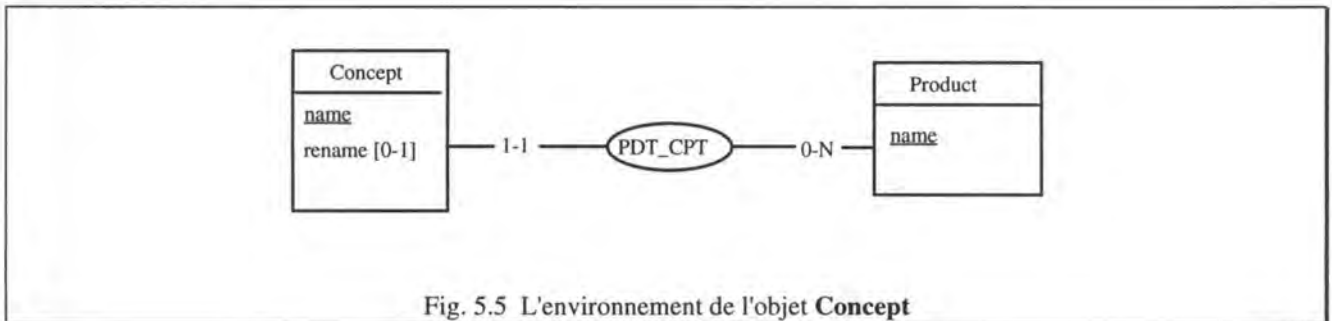 Concept
name
rename [0-1]
1-1
PDT_CPT
0-N
Product
name
Fig. 5.5 L'environnement de l'objet Concept